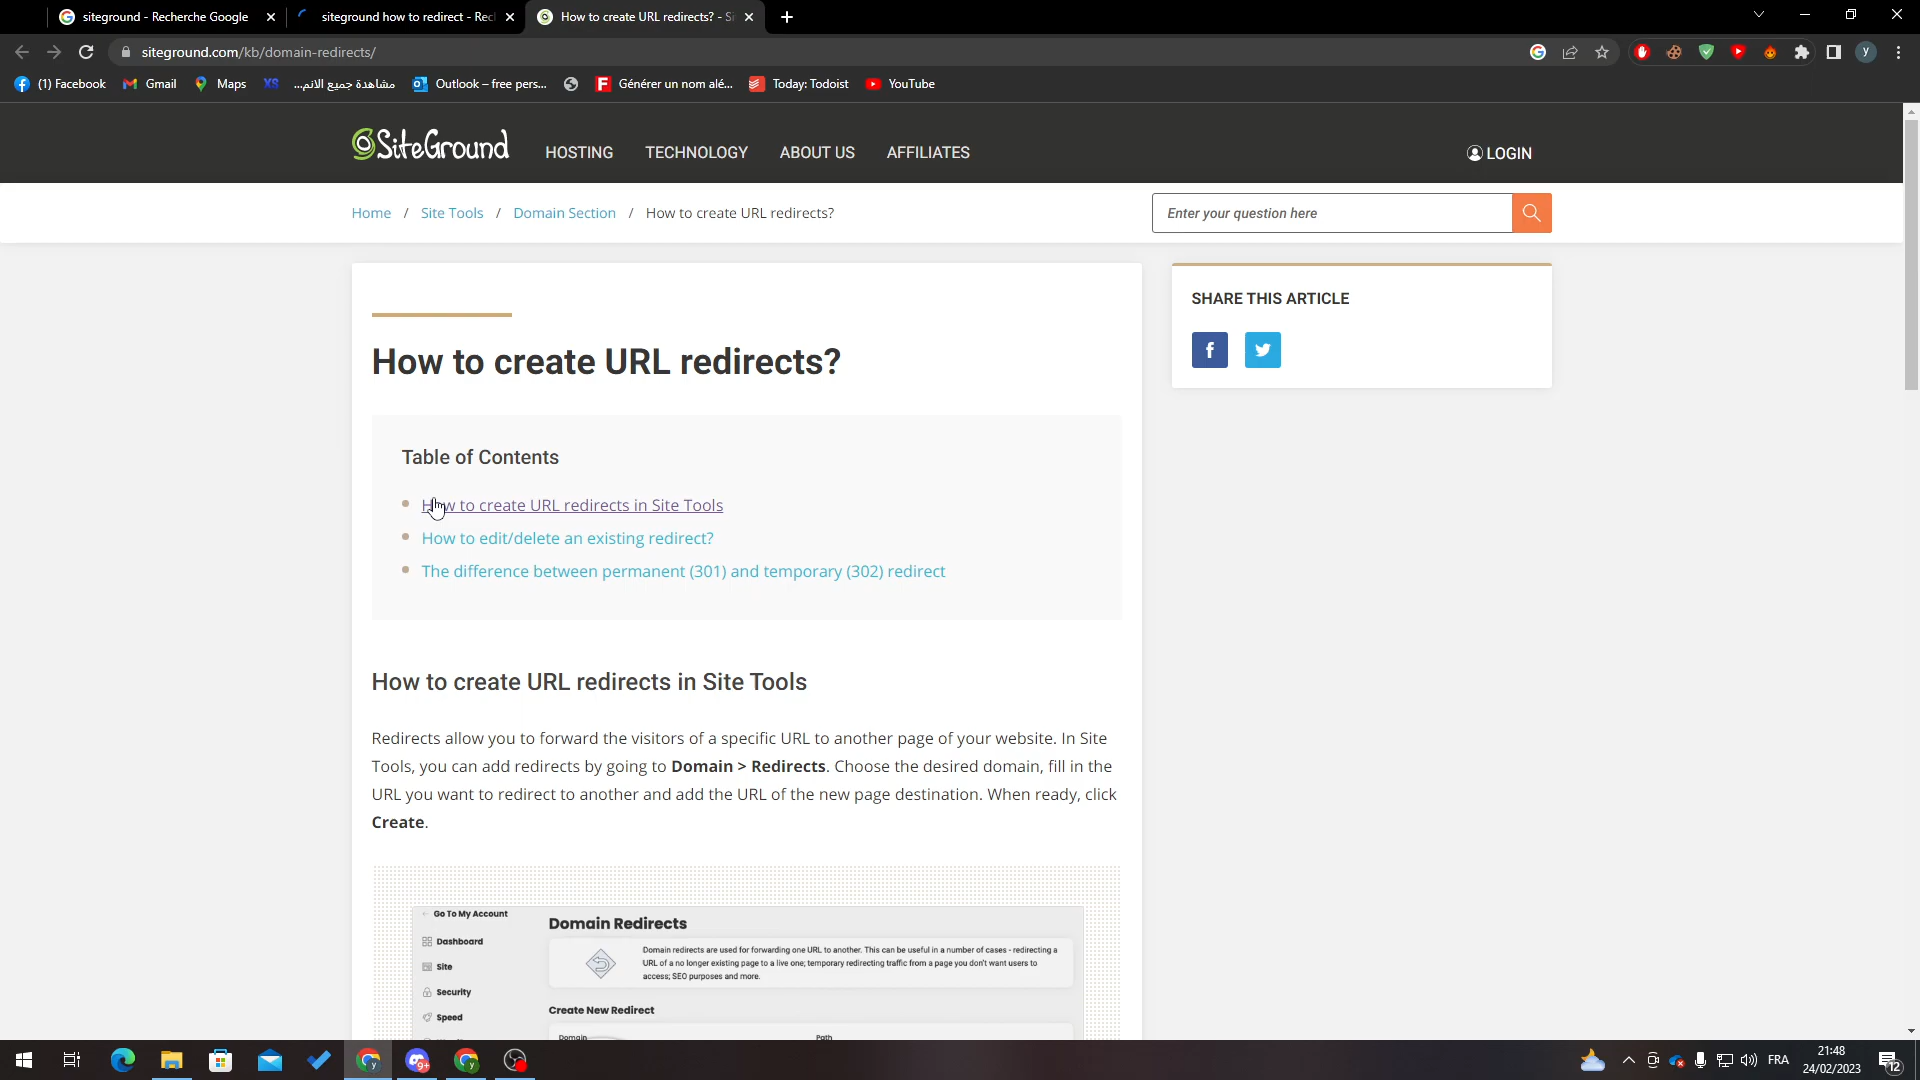 siteground - Recherche Google
siteground how to redirect - Rec
How to create URL redirects? - Si
siteground.com/kb/domain-redirects/
y
(1) Facebook
Gmail
Maps
XS
مشاهدة جميع الانم...
Outlook – free pers...
Générer un nom alé...
Today: Todoist
YouTube
SiteGround
HOSTING
TECHNOLOGY
ABOUT US
AFFILIATES
LOGIN
Home / Site Tools / Domain Section / How to create URL redirects?
Enter your question here
SHARE THIS ARTICLE
How to create URL redirects?
Table of Contents
How to create URL redirects in Site Tools
How to edit/delete an existing redirect?
The difference between permanent (301) and temporary (302) redirect
How to create URL redirects in Site Tools
Redirects allow you to forward the visitors of a specific URL to another page of your website. In Site
Tools, you can add redirects by going to Domain > Redirects. Choose the desired domain, fill in the
URL you want to redirect to another and add the URL of the new page destination. When ready, click
Create.
Go To My Account
Dashboard
Site
Security
Speed
Domain Redirects
Domain redirects are used for forwarding one URL to another. This can be useful in a number of cases - redirecting a
URL of a no longer existing page to a live one; temporary redirecting traffic from a page you don't want users to
access; SEO purposes and more.
Create New Redirect
Domain
Path
FRA
21:48
24/02/2023
12